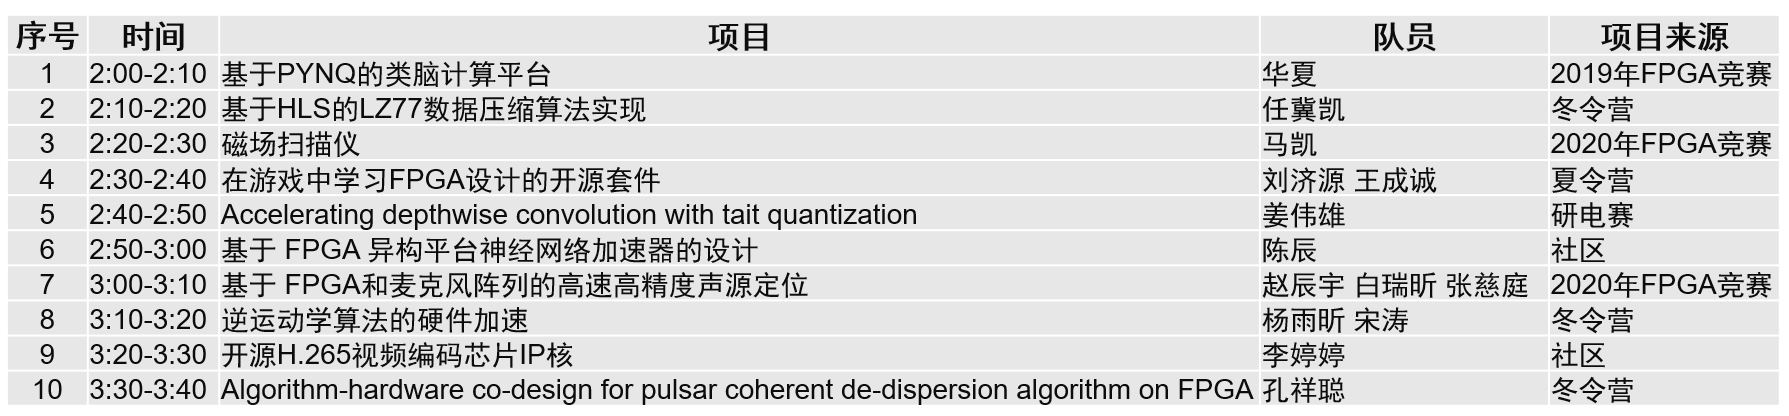 序号 时间 项目 队员 项目来源
1 2:00-2:10 基于PYNQ的类脑计算平台 华夏 2019年FPGA竞赛
2 2:10-2:20 基于HLS的LZ77数据压缩算法实现 任冀凯 冬令营
3 2:20-2:30 磁场扫描仪 马凯 2020年FPGA竞赛
4 2:30-2:40 在游戏中学习FPGA设计的开源套件 刘济源 王成诚 夏令营
5 2:40-2:50 Accelerating depthwise convolution with tait quantization 姜伟雄 研电赛
6 2:50-3:00 基于 FPGA 异构平台神经网络加速器的设计 陈辰 社区
7 3:00-3:10 基于 FPGA和麦克风阵列的高速高精度声源定位 赵辰宇 白瑞昕 张慈庭 2020年FPGA竞赛
8 3:10-3:20 逆运动学算法的硬件加速 杨雨昕 宋涛 冬令营
9 3:20-3:30 开源H.265视频编码芯片IP核 李婷婷 社区
10 3:30-3:40 Algorithm-hardware co-design for pulsar coherent de-dispersion algorithm on FPGA 孔祥聪 冬令营